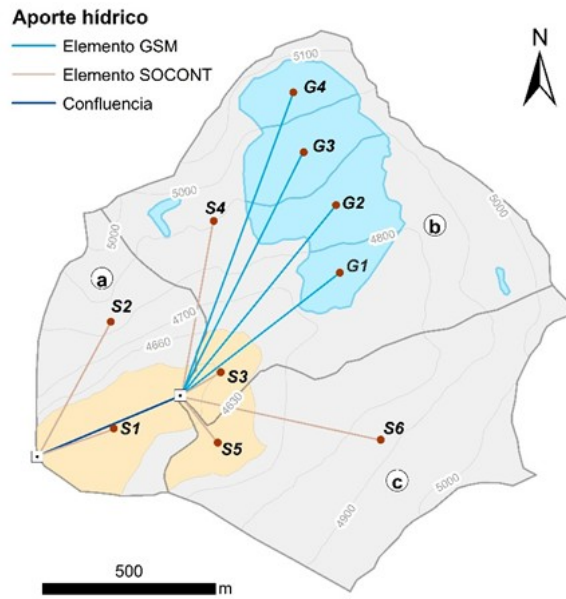 Aporte hídrico
Elemento GSM
Elemento SOCONT
Confluencia
N
5100
G4
G3
5000
S4
G2
5000
b
5000
4800
a
G1
S2
4700
4660
S3
4630
S1
S5
S6
c
5000
4900
500
m